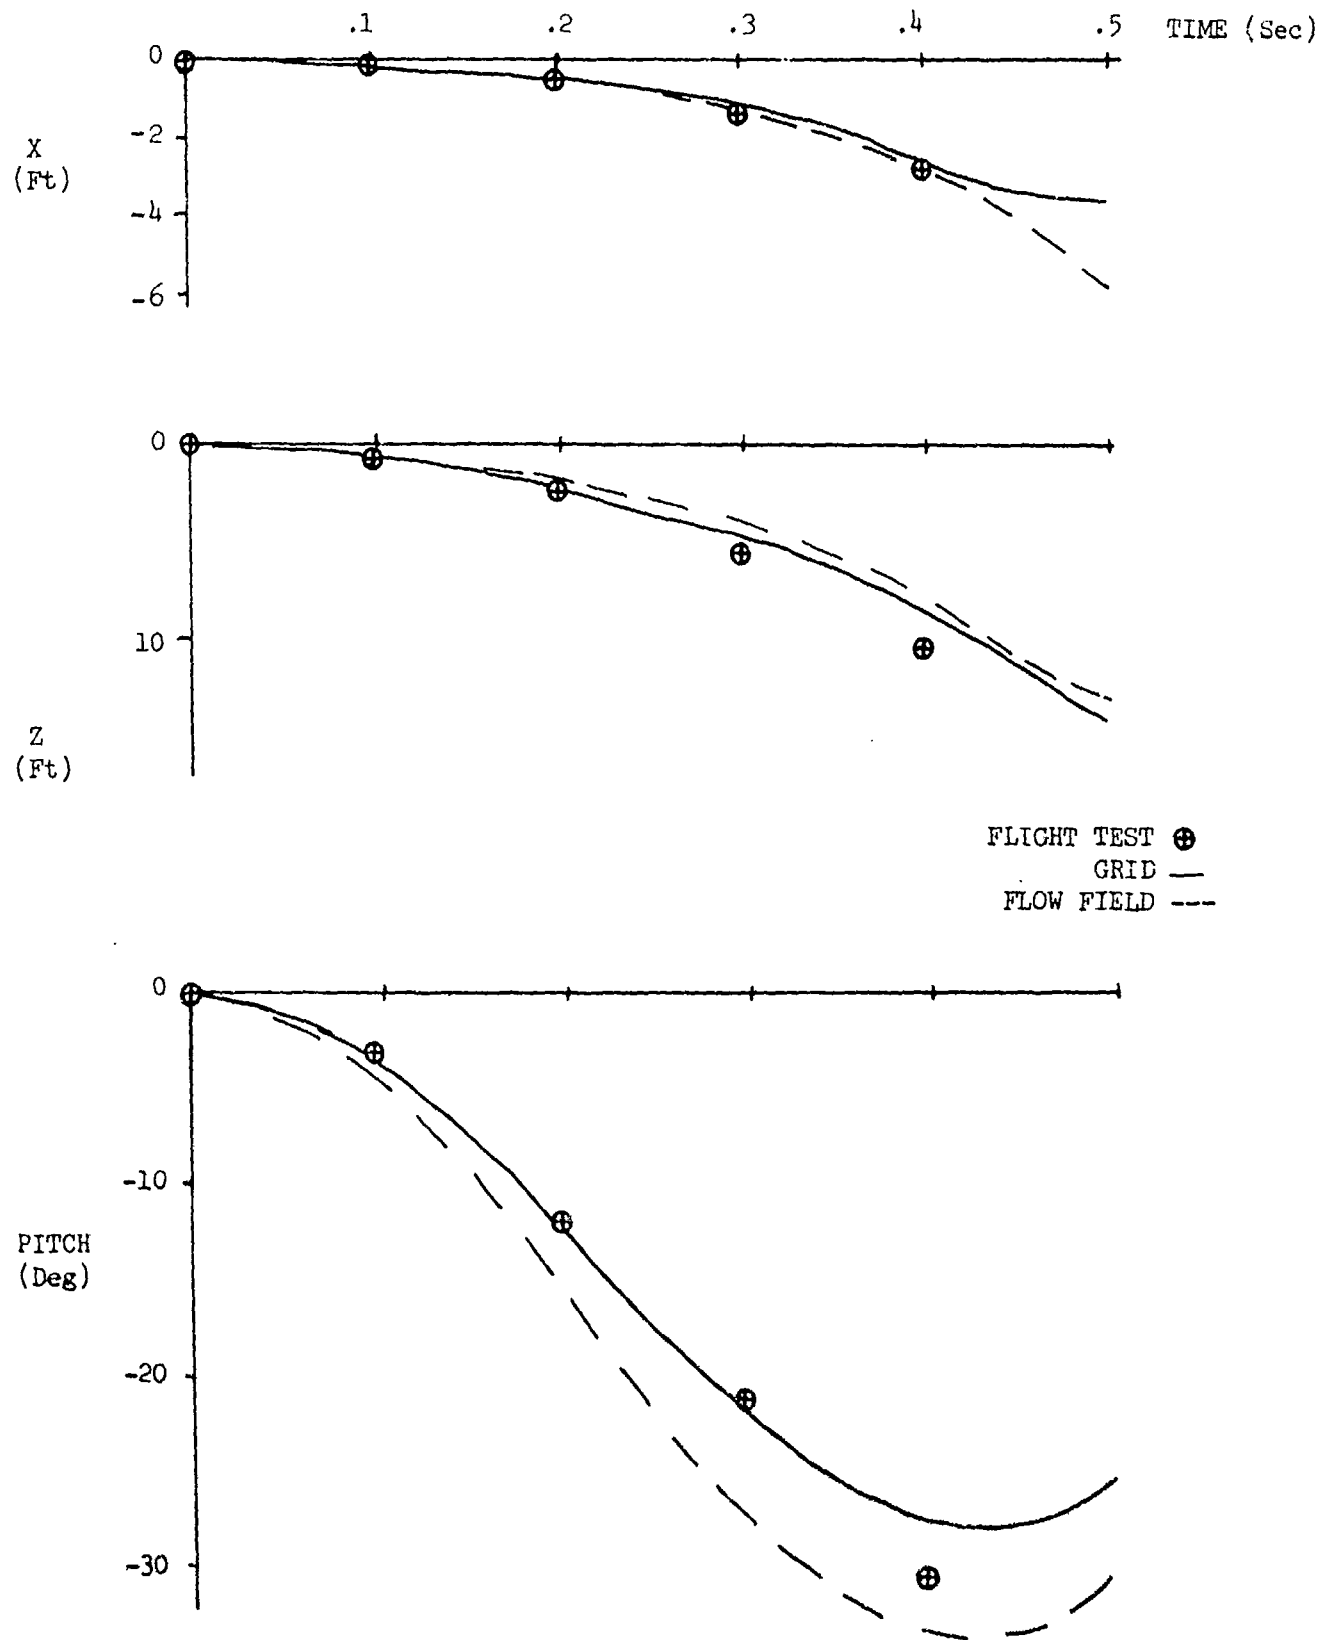 .1 .2 .3 .4 .5 TIME (Sec)
0
-2
X
(Ft)
-4
-6
0
10
Z
(Ft)
FLIGHT TEST
GRID
FLOW FIELD
0
-10
PITCH
(Deg)
-20
-30